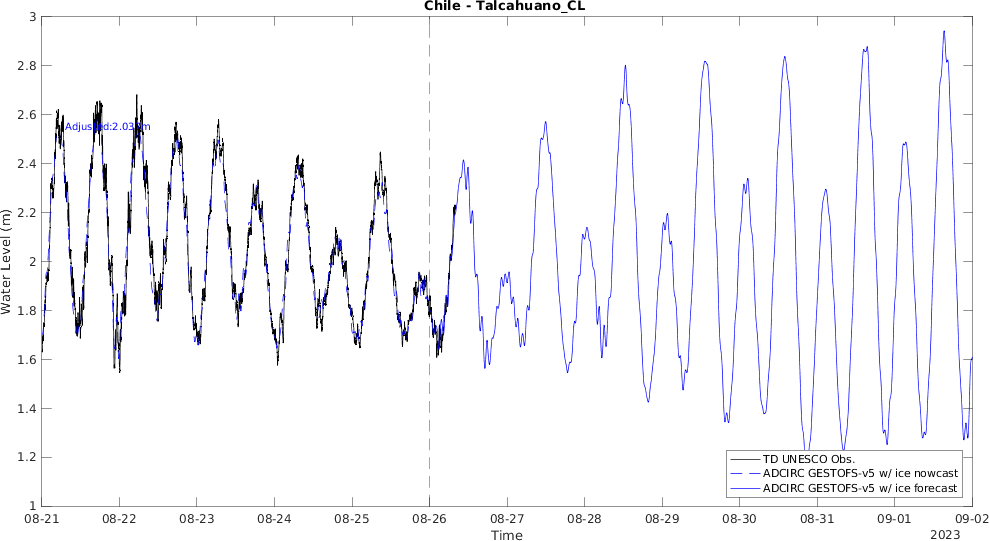 Chile - Talcahuano_CL
3
2.8
2.6
2.4
2.2
2
1.8
1.6
1.4
1.2
1
Water Level (m)
TD UNESCO Obs.
ADCIRC GESTOFS-v5 w/ ice nowcast
ADCIRC GESTOFS-v5 w/ ice forecast
08-21 08-22 08-23 08-24 08-25 08-26 08-27 08-28 08-29 08-30 08-31 09-01 09-02
Time
2023